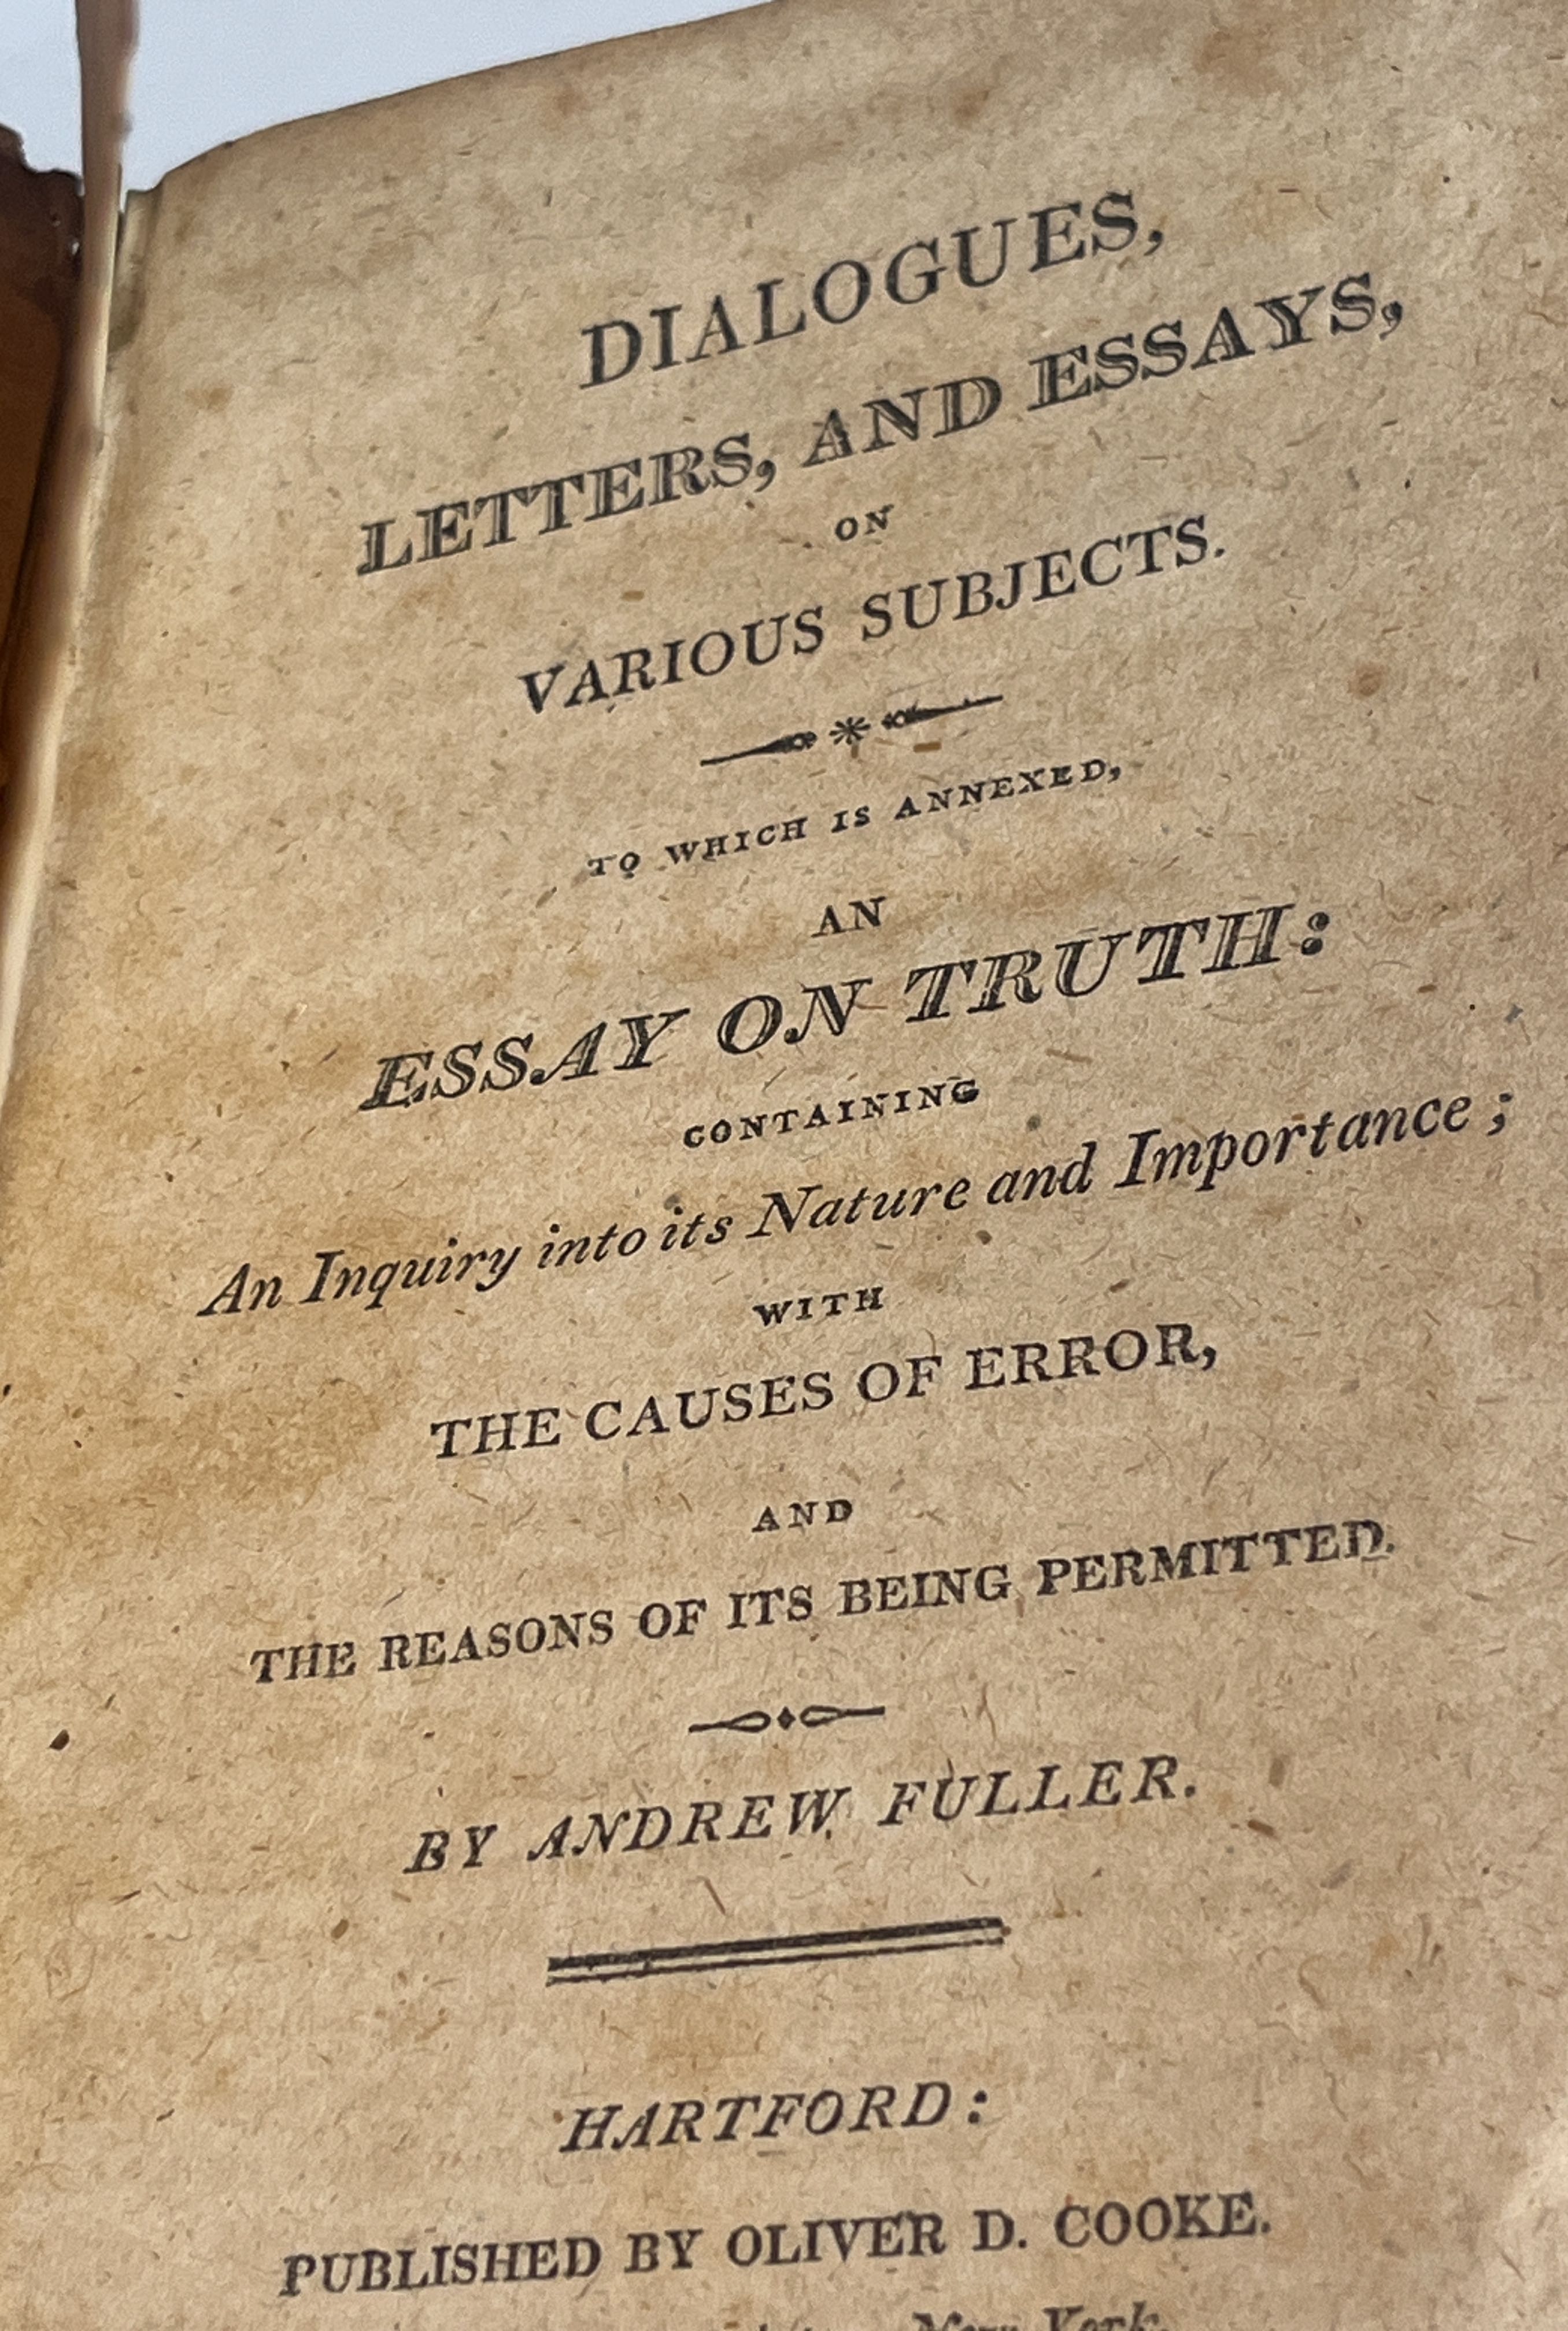 DIALOGUES,
LETTERS, AND ESSAYS,
ON
VARIOUS SUBJECTS.
TO WHICH IS ANNEXED,
AN
ESSAY ON TRUTH:
CONTAINING
An Inquiry into its Nature and Importance ;
WITH
THE CAUSES OF ERROR,
AND
THE REASONS OF ITS BEING PERMITTED.
BY ANDREW FULLER.
HARTFORD:
PUBLISHED BY OLIVER D. COOKE.
New York.